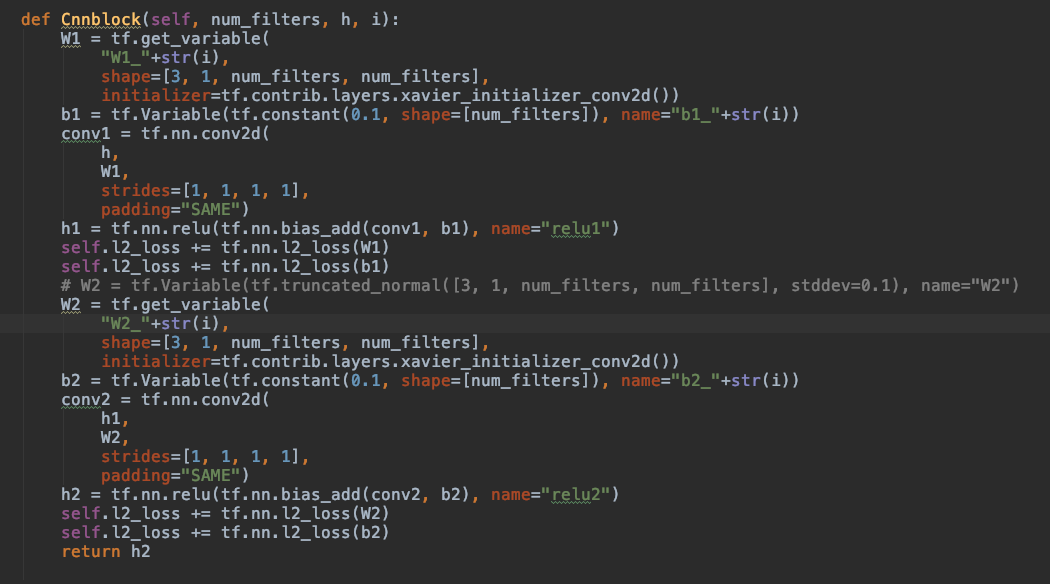 def Cnnblock(self, num_filters, h, i):
    W1 = tf.get_variable(
        "W1_"+str(i),
        shape=[3, 1, num_filters, num_filters],
        initializer=tf.contrib.layers.xavier_initializer_conv2d())
    b1 = tf.Variable(tf.constant(0.1, shape=[num_filters]), name="b1_"+str(i))
    conv1 = tf.nn.conv2d(
        h,
        W1,
        strides=[1, 1, 1, 1],
        padding="SAME")
    h1 = tf.nn.relu(tf.nn.bias_add(conv1, b1), name="relu1")
    self.l2_loss += tf.nn.l2_loss(W1)
    self.l2_loss += tf.nn.l2_loss(b1)
    # W2 = tf.Variable(tf.truncated_normal([3, 1, num_filters, num_filters], stddev=0.1), name="W2")
    W2 = tf.get_variable(
        "W2_"+str(i),
        shape=[3, 1, num_filters, num_filters],
        initializer=tf.contrib.layers.xavier_initializer_conv2d())
    b2 = tf.Variable(tf.constant(0.1, shape=[num_filters]), name="b2_"+str(i))
    conv2 = tf.nn.conv2d(
        h1,
        W2,
        strides=[1, 1, 1, 1],
        padding="SAME")
    h2 = tf.nn.relu(tf.nn.bias_add(conv2, b2), name="relu2")
    self.l2_loss += tf.nn.l2_loss(W2)
    self.l2_loss += tf.nn.l2_loss(b2)
    return h2